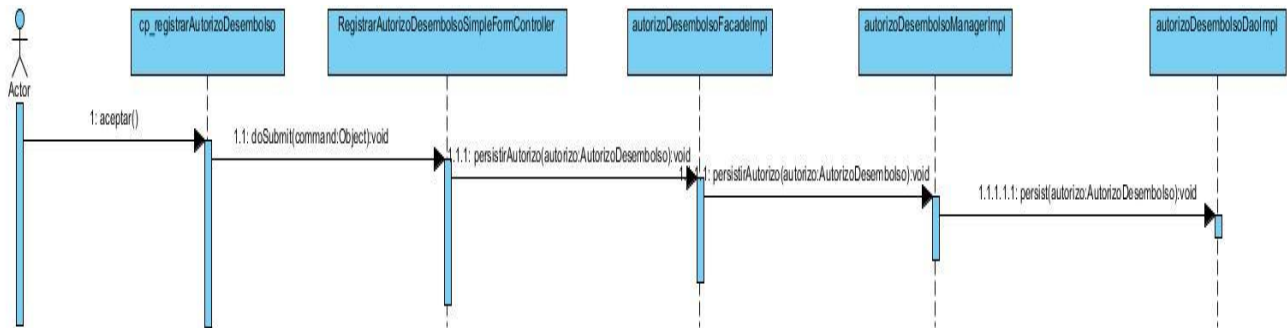 cp_registrarAutorizoDesembolso
RegistrarAutorizoDesembolsoSimpleFormController
autorizoDesembolsoFacadeImpl
autorizoDesembolsoManagerImpl
autorizoDesembolsoDaoImpl
Actor
1: aceptar()
1.1: doSubmit(command:Object):void
1.1.1: persistirAutorizo(autorizo:AutorizoDesembolso):void
persistirAutorizo(autorizo:AutorizoDesembolso):void
1.1.1.1.1: persist(autorizo:AutorizoDesembolso):void